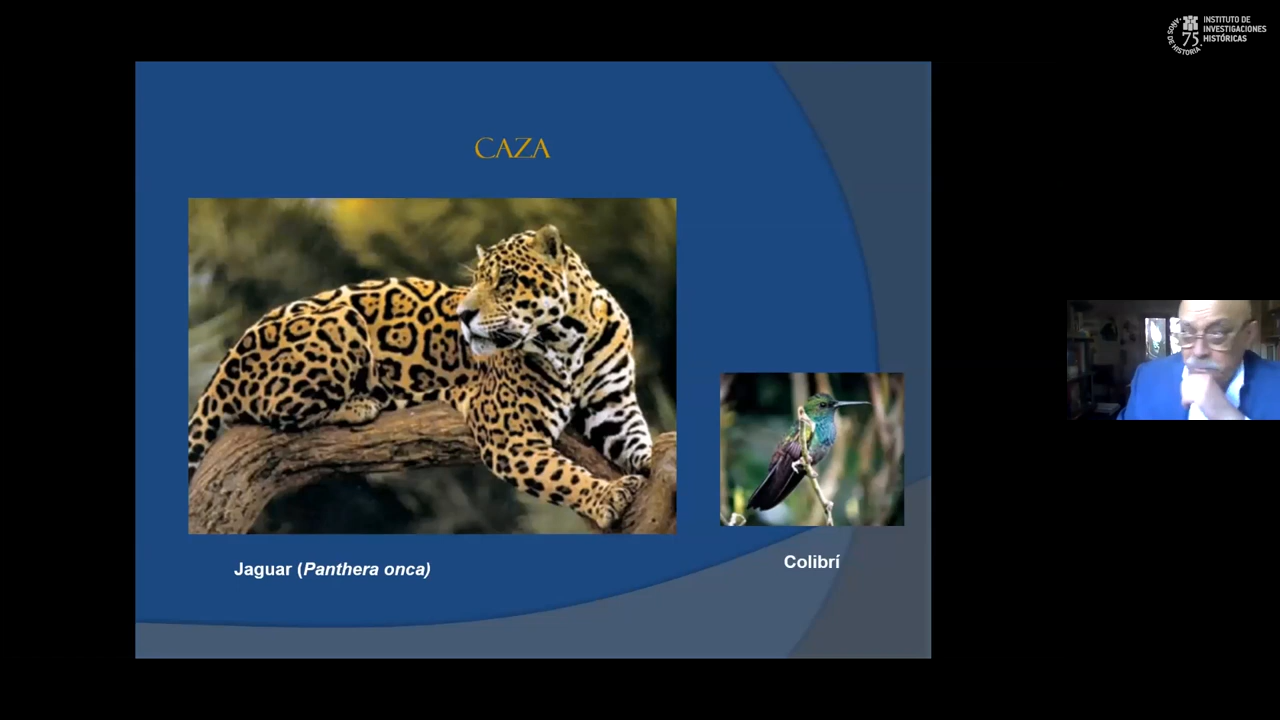 INSTITUTO DE
INVESTIGACIONES
HISTÓRICAS
75
AÑOS DE HISTORIA
CAZA
Jaguar (Panthera onca)
Colibrí